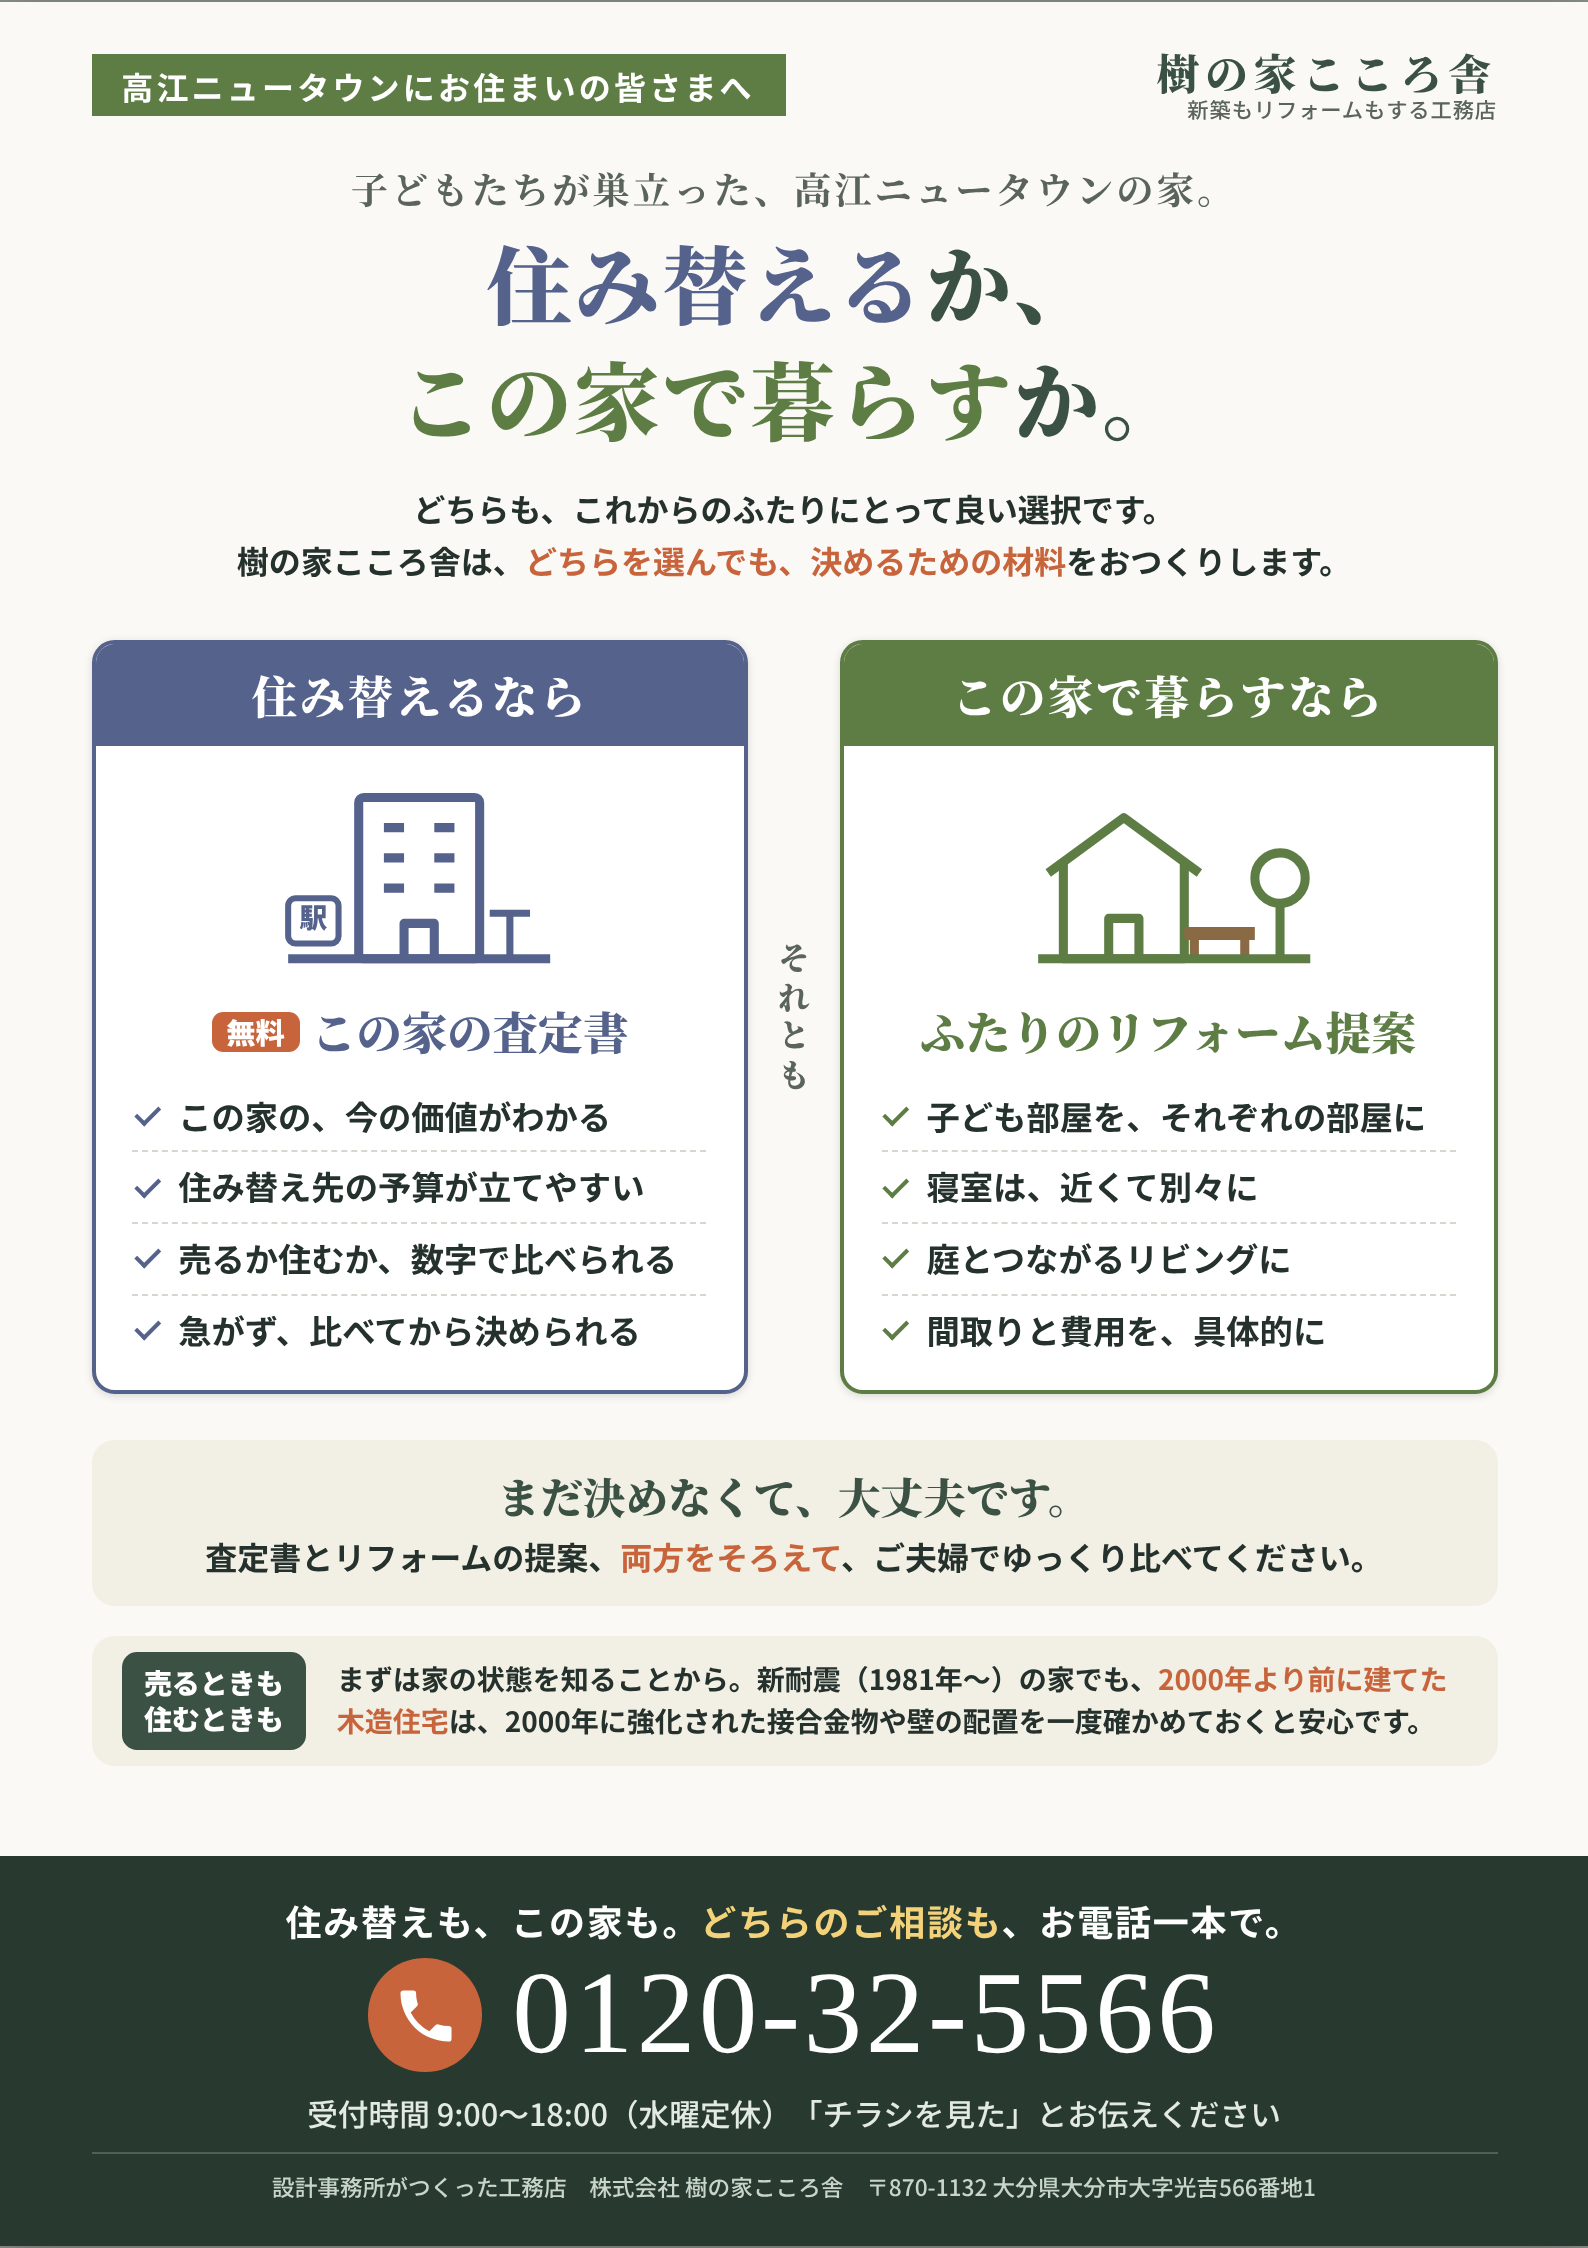 高江ニュータウンにお住まいの皆さまへ
樹の家こころ舎
新築もリフォームもする工務店
子どもたちが巣立った、高江ニュータウンの家。
住み替えるか、
この家で暮らすか。
どちらも、これからのふたりにとって良い選択です。
樹の家こころ舎は、どちらを選んでも、決めるための材料をおつくりします。
住み替えるなら
駅
無料 この家の査定書
この家の、今の価値がわかる
住み替え先の予算が立てやすい
売るか住むか、数字で比べられる
急がず、比べてから決められる
それとも
この家で暮らすなら
ふたりのリフォーム提案
子ども部屋を、それぞれの部屋に
寝室は、近くて別々に
庭とつながるリビングに
間取りと費用を、具体的に
まだ決めなくて、大丈夫です。
査定書とリフォームの提案、両方をそろえて、ご夫婦でゆっくり比べてください。
売るときも
住むときも
まずは家の状態を知ることから。新耐震（1981年〜）の家でも、2000年より前に建てた
木造住宅は、2000年に強化された接合金物や壁の配置を一度確かめておくと安心です。
住み替えも、この家も。どちらのご相談も、お電話一本で。
0120-32-5566
受付時間 9:00〜18:00（水曜定休）「チラシを見た」とお伝えください
設計事務所がつくった工務店　株式会社 樹の家こころ舎　〒870-1132 大分県大分市大字光吉566番地1